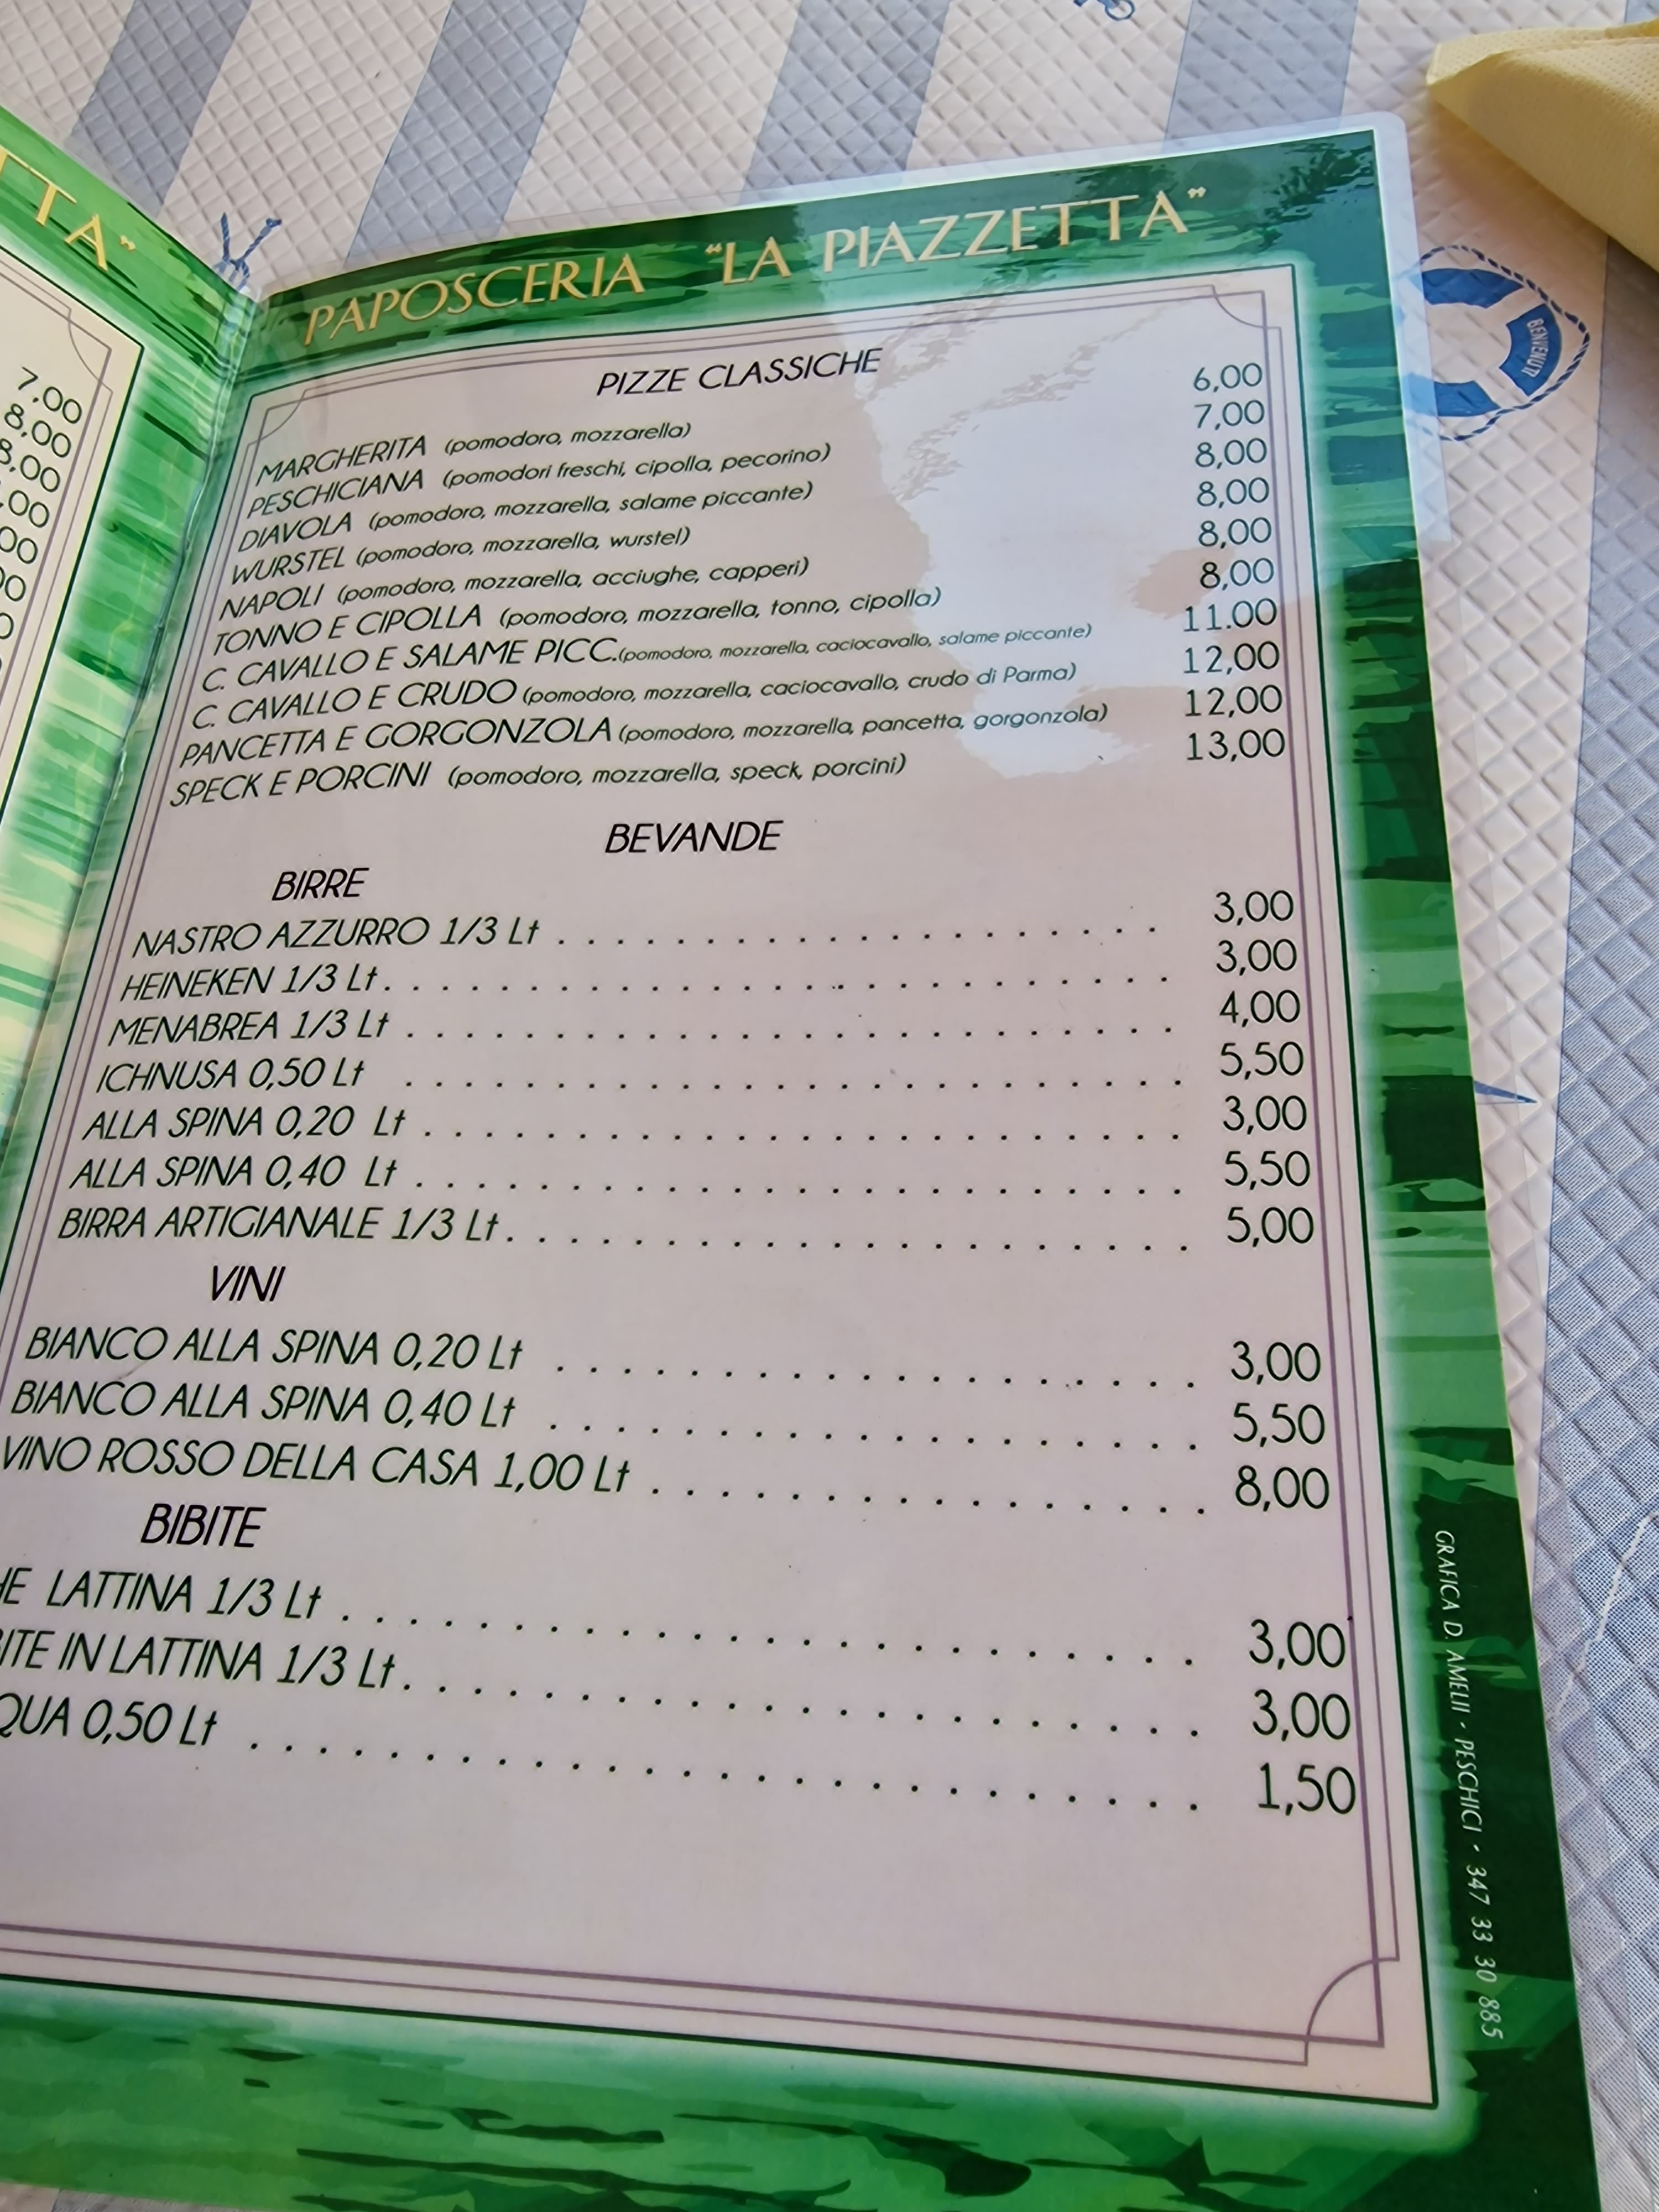 TTA”
7,00
8,00
8,00
,00
00
PAPOSCERIA “LA PIAZZETTA”
PIZZE CLASSICHE
MARGHERITA (pomodoro, mozzarella) 6,00
PESCHICIANA (pomodori freschi, cipolla, pecorino) 7,00
DIAVOLA (pomodoro, mozzarella, salame piccante) 8,00
WURSTEL (pomodoro, mozzarella, wurstel) 8,00
NAPOLI (pomodoro, mozzarella, acciughe, capperi) 8,00
TONNO E CIPOLLA (pomodoro, mozzarella, tonno, cipolla) 8,00
C. CAVALLO E SALAME PICC.(pomodoro, mozzarella, caciocavallo, salame piccante) 11.00
C. CAVALLO E CRUDO (pomodoro, mozzarella, caciocavallo, crudo di Parma) 12,00
PANCETTA E GORGONZOLA (pomodoro, mozzarella, pancetta, gorgonzola) 12,00
SPECK E PORCINI (pomodoro, mozzarella, speck, porcini) 13,00
BEVANDE
BIRRE
NASTRO AZZURRO 1/3 Lt . . . . . . . . . . . . . . . . . . . . . 3,00
HEINEKEN 1/3 Lt. . . . . . . . . . . . . . . . . . . . . . . . . . . . 3,00
MENABREA 1/3 Lt . . . . . . . . . . . . . . . . . . . . . . . . . . 4,00
ICHNUSA 0,50 Lt . . . . . . . . . . . . . . . . . . . . . . . . . . 5,50
ALLA SPINA 0,20 Lt . . . . . . . . . . . . . . . . . . . . . . . . . 3,00
ALLA SPINA 0,40 Lt . . . . . . . . . . . . . . . . . . . . . . . . . 5,50
BIRRA ARTIGIANALE 1/3 Lt. . . . . . . . . . . . . . . . . . . . . . 5,00
VINI
BIANCO ALLA SPINA 0,20 Lt . . . . . . . . . . . . . . . . . . . . 3,00
BIANCO ALLA SPINA 0,40 Lt . . . . . . . . . . . . . . . . . . . . 5,50
VINO ROSSO DELLA CASA 1,00 Lt . . . . . . . . . . . . . . . . . 8,00
BIBITE
HE LATTINA 1/3 Lt . . . . . . . . . . . . . . . . . . . . . . . . . 3,00
ITE IN LATTINA 1/3 Lt. . . . . . . . . . . . . . . . . . . . . . . 3,00
QUA 0,50 Lt . . . . . . . . . . . . . . . . . . . . . . . . . . . 1,50
GRAFICA D. AMELII - PESCHICI - 347 33 30 885
BENVENUTI